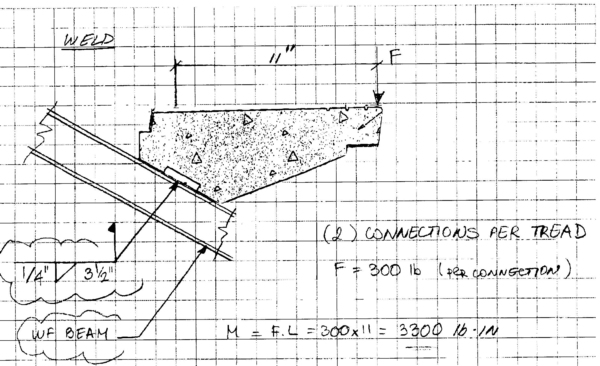 WELD
11"
F
(2) CONNECTIONS PER TREAD
F = 300 lb (PER CONNECTION)
1/4" 3 1/2"
WF BEAM
M = F.L = 300x11 = 3300 lb-IN